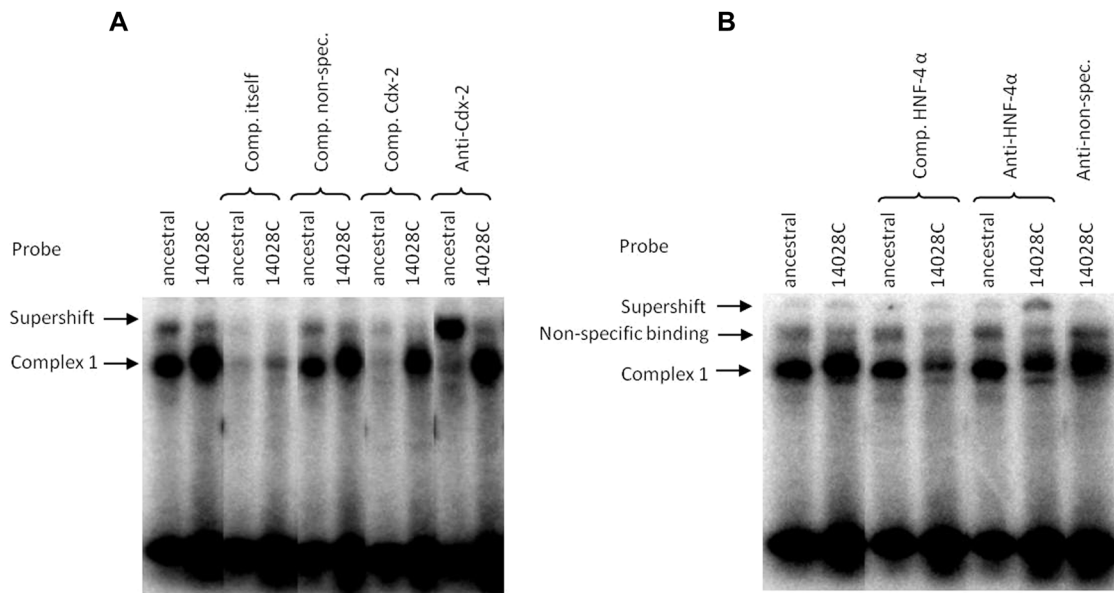 A
Comp. itself
Comp. non-spec.
Comp. Cdx-2
Anti-Cdx-2
Probe
ancestral
14028C
ancestral
14028C
ancestral
14028C
ancestral
14028C
ancestral
14028C
Supershift
Complex 1
B
Comp. HNF-4 α
Anti-HNF-4α
Anti-non-spec.
Probe
ancestral
14028C
ancestral
14028C
ancestral
14028C
14028C
Supershift
Non-specific binding
Complex 1